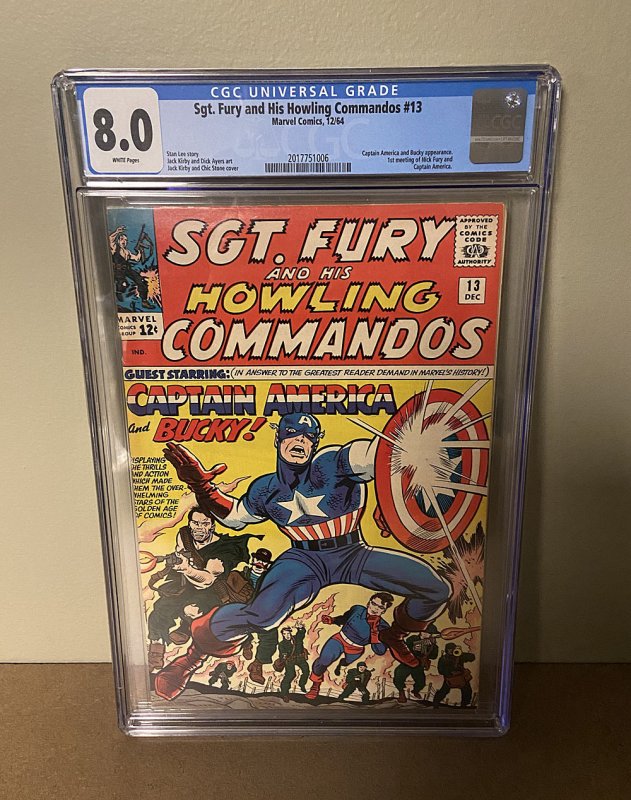 CGC UNIVERSAL GRADE
8.0
WHITE Pages
Sgt. Fury and His Howling Commandos #13
Marvel Comics, 12/64
Stan Lee story
Jack Kirby and Dick Ayers art
Jack Kirby and Chic Stone cover
2017751006
Captain America and Bucky appearance.
1st meeting of Nick Fury and
Captain America.
CGC
SGT. FURY
AND HIS
HOWLING
COMMANDOS
APPROVED
BY THE
COMICS
CODE
AUTHORITY
13
DEC
MARVEL
COMICS
GROUP
12¢
IND.
GUEST STARRING: (IN ANSWER TO THE GREATEST READER DEMAND IN MARVEL'S HISTORY!)
CAPTAIN AMERICA
and BUCKY!
DISPLAYING
THE THRILLS
AND ACTION
WHICH MADE
THEM THE OVER-
WHELMING
STARS OF THE
GOLDEN AGE
OF COMICS!
A